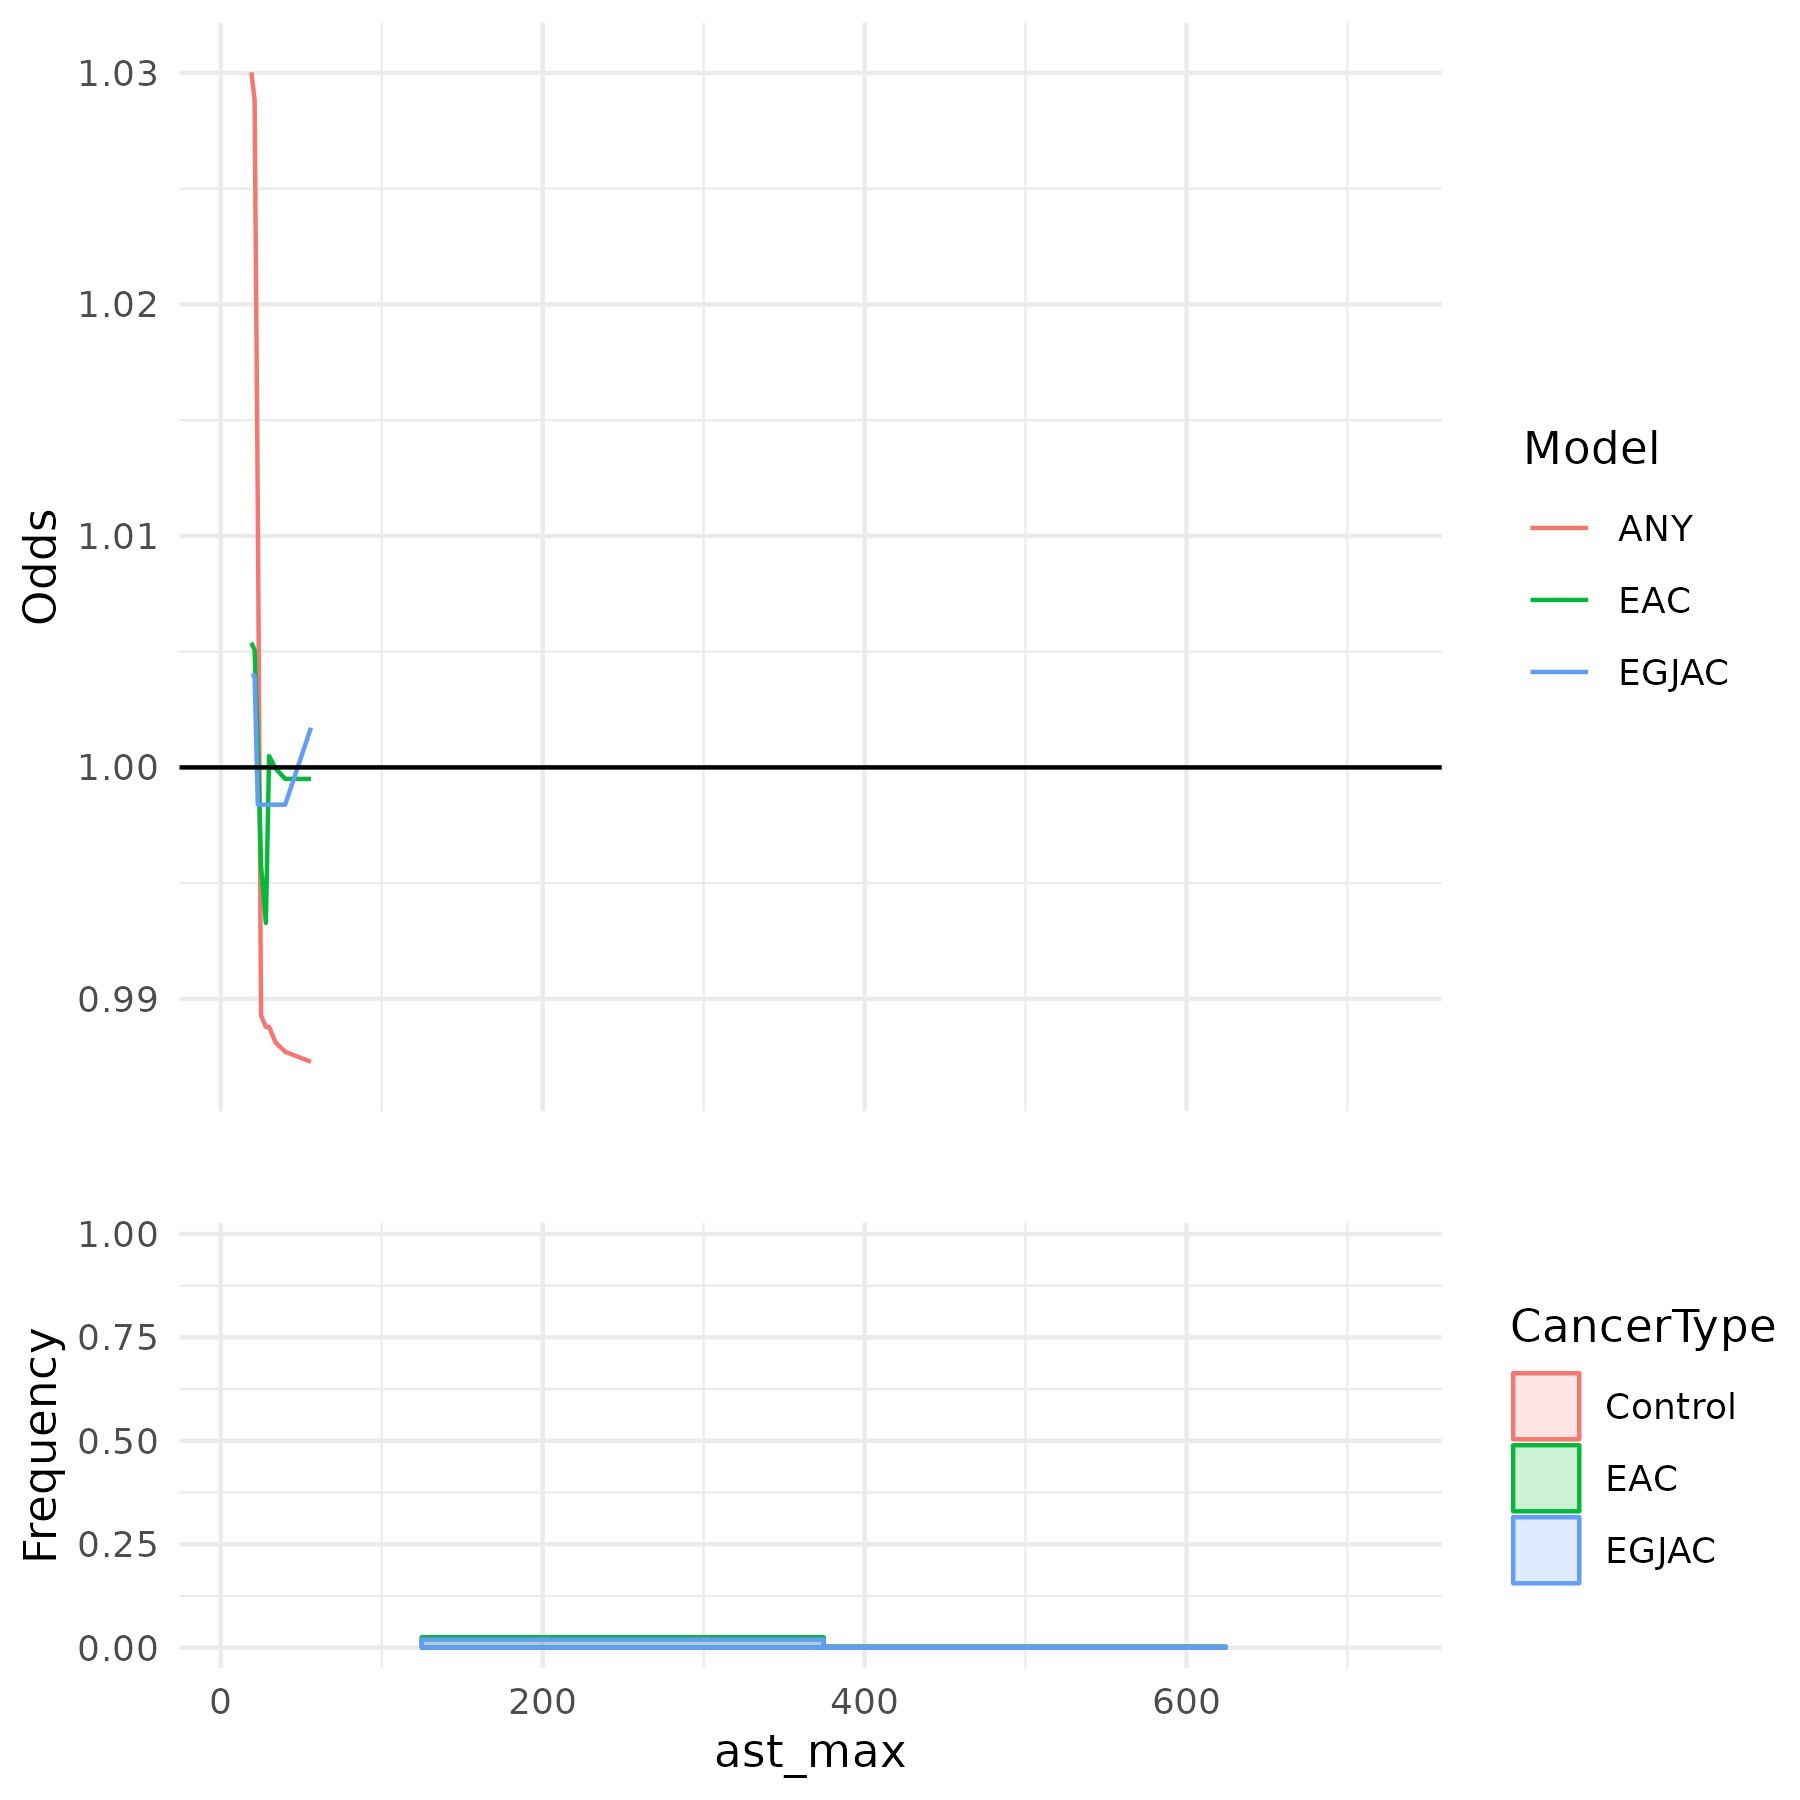 1.03
1.02
1.01
1.00
0.99
Odds
Model
ANY
EAC
EGJAC
1.00
0.75
0.50
0.25
0.00
Frequency
0
200
400
600
ast_max
CancerType
Control
EAC
EGJAC